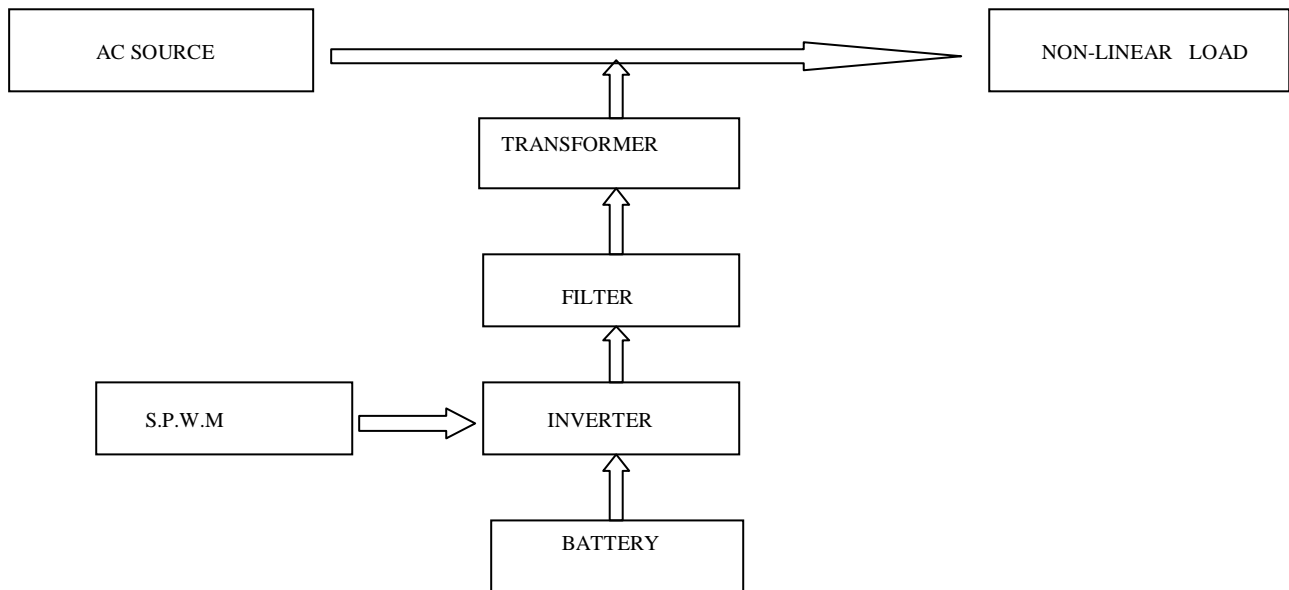 AC SOURCE
NON-LINEAR LOAD
TRANSFORMER
FILTER
S.P.W.M
INVERTER
BATTERY